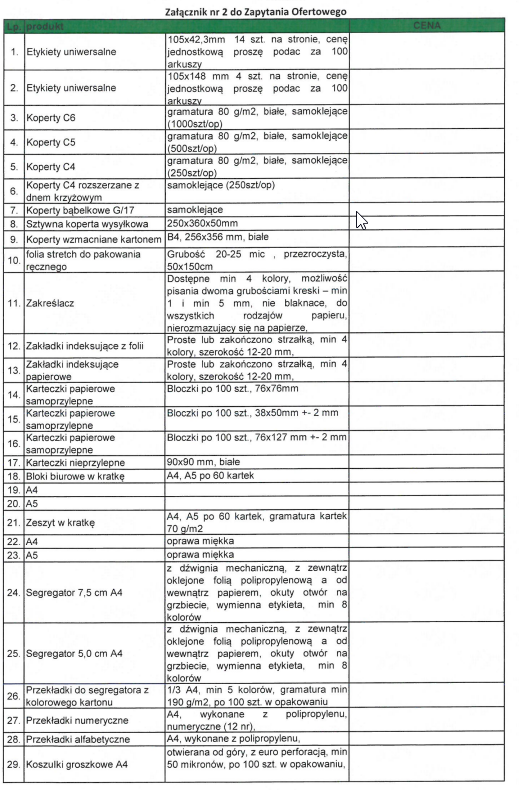 Załącznik nr 2 do Zapytania Ofertowego
Lp. produkt CENA
1. Etykiety uniwersalne 105x42,3mm 14 szt. na stronie, cenę
jednostkową proszę podac za 100
arkuszy
2. Etykiety uniwersalne 105x148 mm 4 szt. na stronie, cenę
jednostkową proszę podac za 100
arkuszy
3. Koperty C6 gramatura 80 g/m2, białe, samoklejące
(1000szt/op)
4. Koperty C5 gramatura 80 g/m2, białe, samoklejące
(500szt/op)
5. Koperty C4 gramatura 80 g/m2, białe, samoklejące
(250szt/op)
6. Koperty C4 rozszerzane z
dnem krzyżowym samoklejące (250szt/op)
7. Koperty bąbelkowe G/17 samoklejące
8. Sztywna koperta wysyłkowa 250x360x50mm
9. Koperty wzmacniane kartonem B4, 256x356 mm, białe
10. folia stretch do pakowania
ręcznego Grubość 20-25 mic , przezroczysta,
50x150cm
11. Zakreślacz Dostępne min 4 kolory, możliwość
pisania dwoma grubościami kreski – min
1 i min 5 mm, nie blaknace, do
wszystkich rodzajów papieru,
nierozmazujacy się na papierze,
12. Zakładki indeksujące z folii Proste lub zakończono strzałką, min 4
kolory, szerokość 12-20 mm,
13. Zakładki indeksujące
papierowe Proste lub zakończono strzałką, min 4
kolory, szerokość 12-20 mm,
14. Karteczki papierowe
samoprzylepne Bloczki po 100 szt., 76x76mm
15. Karteczki papierowe
samoprzylepne Bloczki po 100 szt., 38x50mm +- 2 mm
16. Karteczki papierowe
samoprzylepne Bloczki po 100 szt., 76x127 mm +- 2 mm
17. Karteczki nieprzylepne 90x90 mm, białe
18. Bloki biurowe w kratkę A4, A5 po 60 kartek
19. A4
20. A5
21. Zeszyt w kratkę A4, A5 po 60 kartek, gramatura kartek
70 g/m2
22. A4 oprawa miękka
23. A5 oprawa miękka
24. Segregator 7,5 cm A4 z dźwignia mechaniczną, z zewnątrz
oklejone folią polipropylenową a od
wewnątrz papierem, okuty otwór na
grzbiecie, wymienna etykieta, min 8
kolorów
25. Segregator 5,0 cm A4 z dźwignia mechaniczną, z zewnątrz
oklejone folią polipropylenową a od
wewnątrz papierem, okuty otwór na
grzbiecie, wymienna etykieta, min 8
kolorów
26. Przekładki do segregatora z
kolorowego kartonu 1/3 A4, min 5 kolorów, gramatura min
190 g/m2, po 100 szt. w opakowaniu
27. Przekładki numeryczne A4, wykonane z polipropylenu,
numeryczne (12 nr),
28. Przekładki alfabetyczne A4, wykonane z polipropylenu,
29. Koszulki groszkowe A4 otwierana od góry, z euro perforacją, min
50 mikronów, po 100 szt. w opakowaniu,